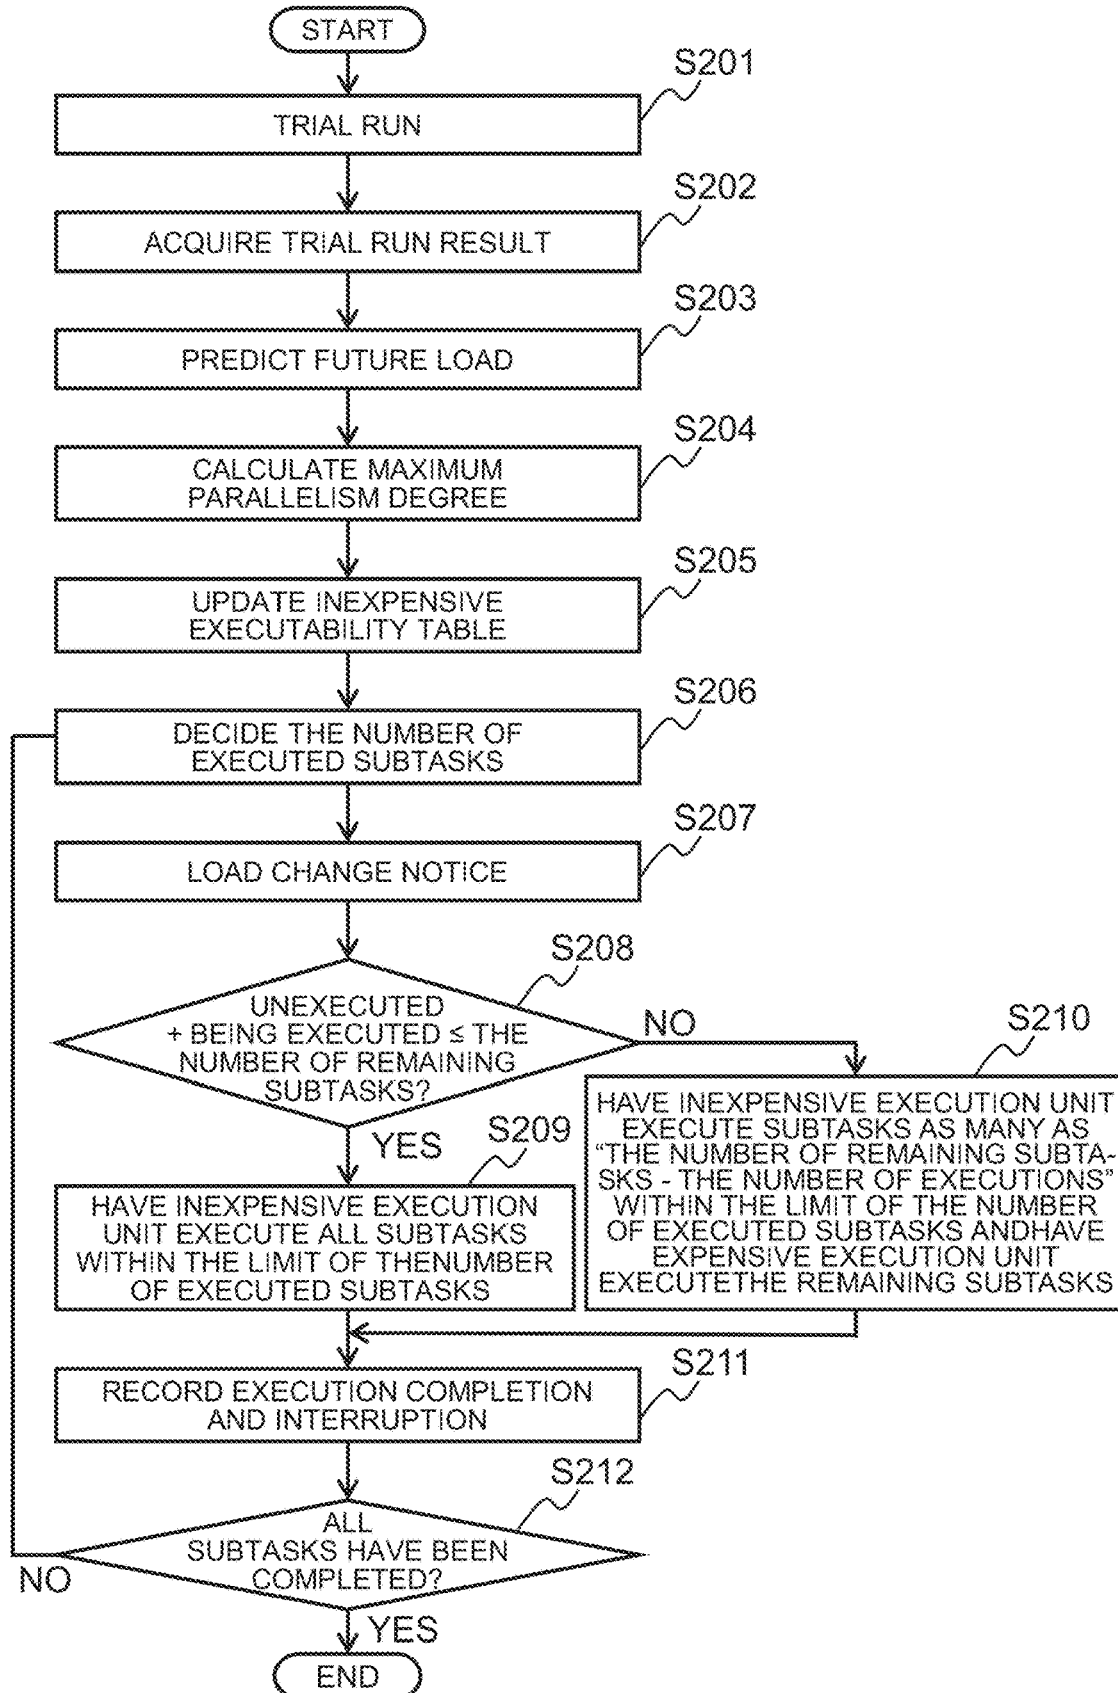 START
S201
TRIAL RUN
S202
ACQUIRE TRIAL RUN RESULT
S203
PREDICT FUTURE LOAD
S204
CALCULATE MAXIMUM
PARALLELISM DEGREE
S205
UPDATE INEXPENSIVE
EXECUTABILITY TABLE
S206
DECIDE THE NUMBER OF
EXECUTED SUBTASKS
S207
LOAD CHANGE NOTICE
S208
UNEXECUTED
+ BEING EXECUTED ≤ THE
NUMBER OF REMAINING
SUBTASKS?
NO
YES
S209
HAVE INEXPENSIVE EXECUTION
UNIT EXECUTE ALL SUBTASKS
WITHIN THE LIMIT OF THENUMBER
OF EXECUTED SUBTASKS
S210
HAVE INEXPENSIVE EXECUTION UNIT
EXECUTE SUBTASKS AS MANY AS
“THE NUMBER OF REMAINING SUBTA-
SKS - THE NUMBER OF EXECUTIONS”
WITHIN THE LIMIT OF THE NUMBER
OF EXECUTED SUBTASKS ANDHAVE
EXPENSIVE EXECUTION UNIT
EXECUTETHE REMAINING SUBTASKS
S211
RECORD EXECUTION COMPLETION
AND INTERRUPTION
S212
ALL
SUBTASKS HAVE BEEN
COMPLETED?
NO
YES
END